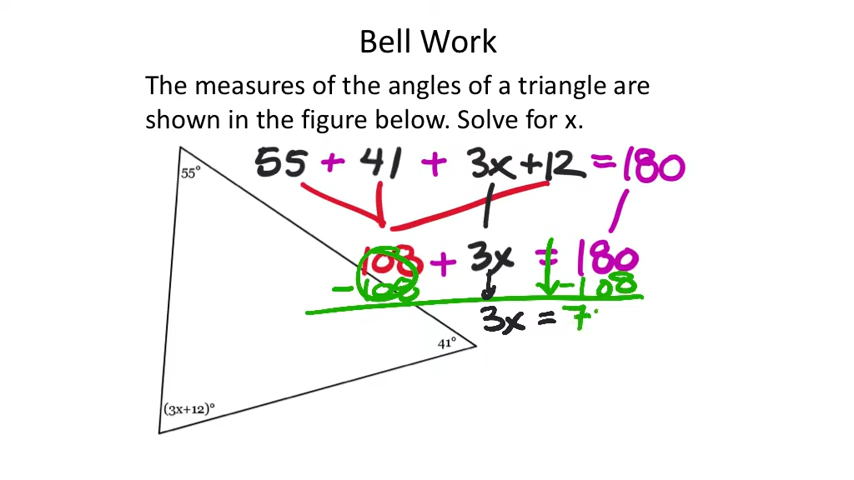 Bell Work
The measures of the angles of a triangle are
shown in the figure below. Solve for x.
55 + 41 + 3x+12 = 180
55°
108 + 3x = 180
-108 -108
3x = 7
41°
(3x+12)°